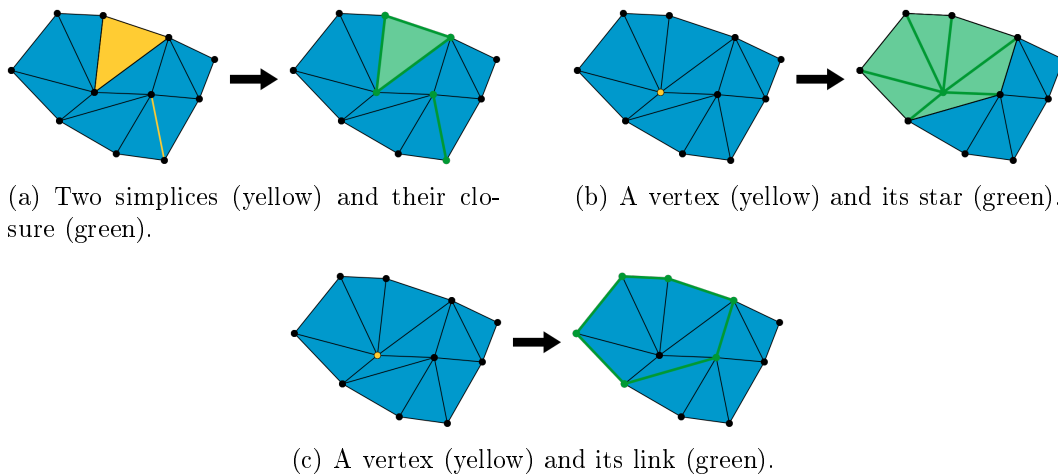 (a) Two simplices (yellow) and their clo-
sure (green).
(b) A vertex (yellow) and its star (green).
(c) A vertex (yellow) and its link (green).